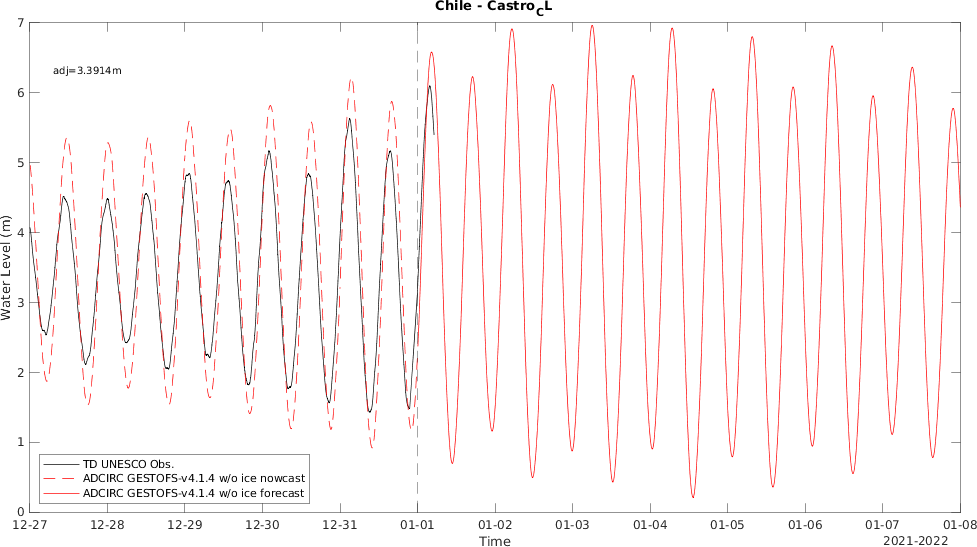 Chile - CastroCL
7
6
5
4
3
2
1
0
Water Level (m)
adj=3.3914m
TD UNESCO Obs.
ADCIRC GESTOFS-v4.1.4 w/o ice nowcast
ADCIRC GESTOFS-v4.1.4 w/o ice forecast
12-27 12-28 12-29 12-30 12-31 01-01 01-02 01-03 01-04 01-05 01-06 01-07 01-08
Time
2021-2022